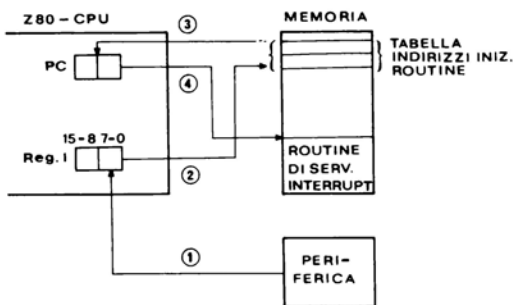 Z80-CPU
③
MEMORIA
PC
④
TABELLA
INDIRIZZI INIZ.
ROUTINE
15-8 7-0
Reg. I
②
ROUTINE
DI SERV.
INTERRUPT
①
PERI-
FERICA